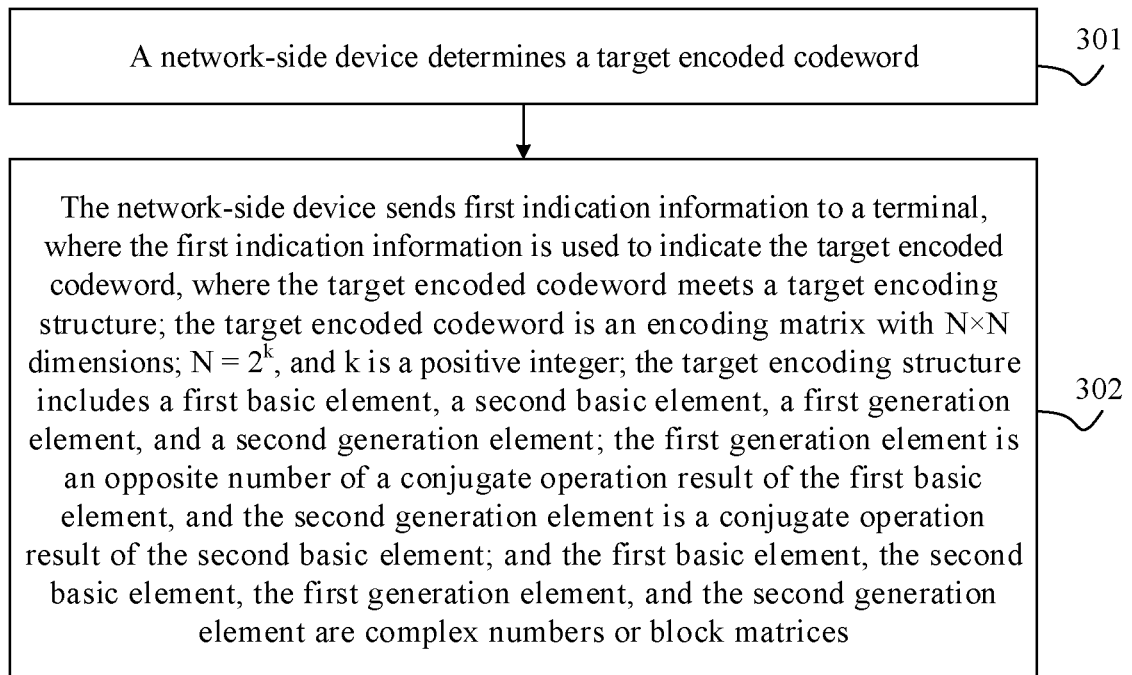 A network-side device determines a target encoded codeword
301
The network-side device sends first indication information to a terminal,
where the first indication information is used to indicate the target encoded
codeword, where the target encoded codeword meets a target encoding
structure; the target encoded codeword is an encoding matrix with N×N
dimensions; N = 2^k, and k is a positive integer; the target encoding structure
includes a first basic element, a second basic element, a first generation
element, and a second generation element; the first generation element is
an opposite number of a conjugate operation result of the first basic
element, and the second generation element is a conjugate operation
result of the second basic element; and the first basic element, the second
basic element, the first generation element, and the second generation
element are complex numbers or block matrices
302